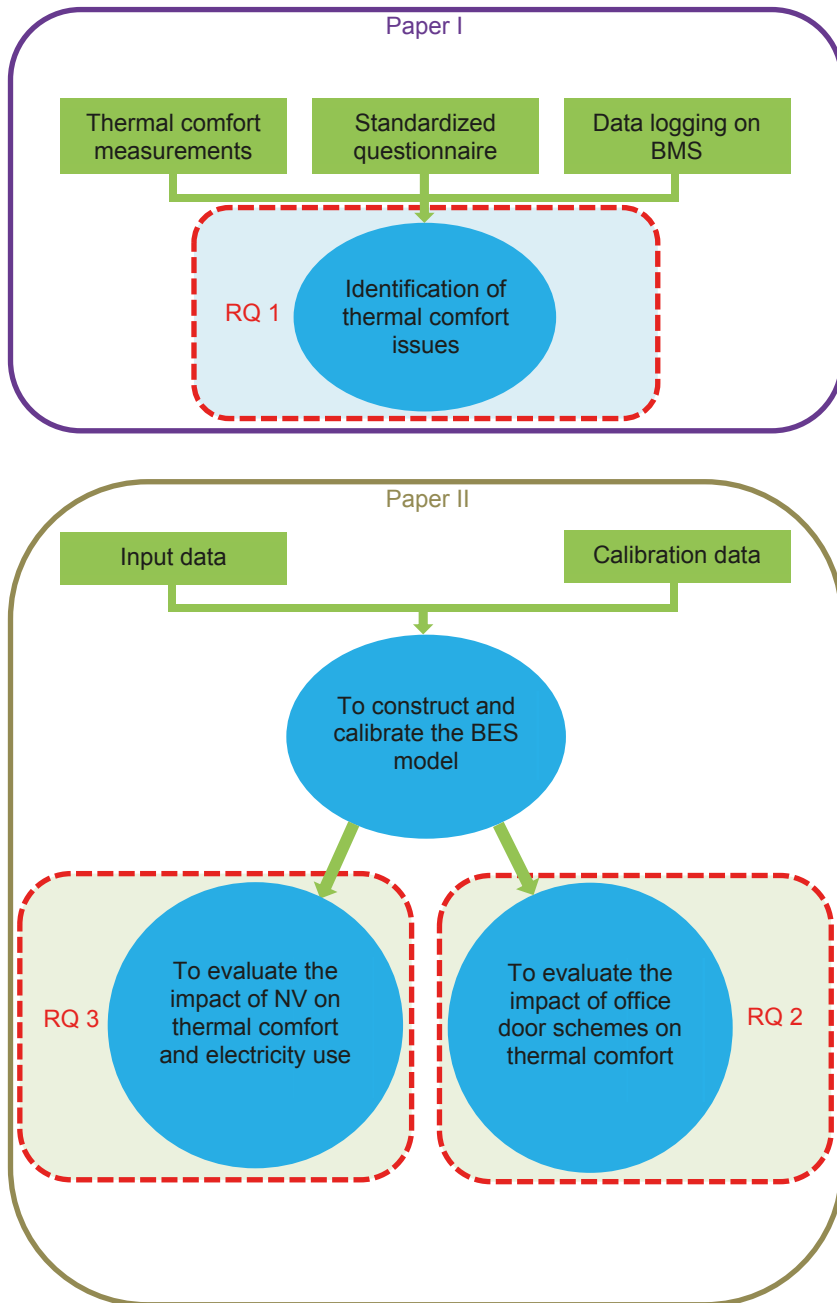 Paper I
Thermal comfort
measurements
Standardized
questionnaire
Data logging on
BMS
RQ 1
Identification of
thermal comfort
issues
Paper II
Input data
Calibration data
To construct and
calibrate the BES
model
RQ 3
To evaluate the
impact of NV on
thermal comfort
and electricity use
To evaluate the
impact of office
door schemes on
thermal comfort
RQ 2